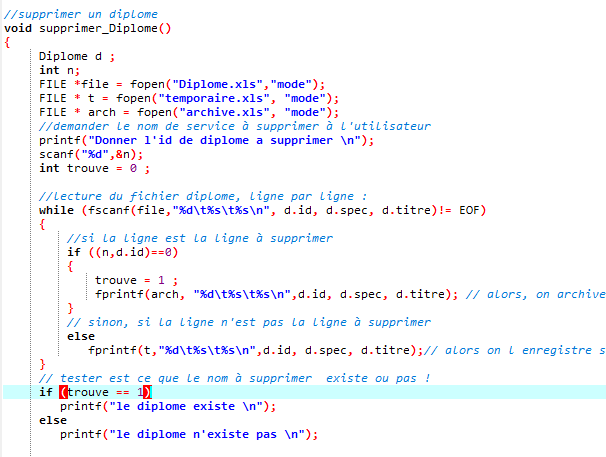 //supprimer un diplome
void supprimer_Diplome()
{
Diplome d ;
int n;
FILE *file = fopen("Diplome.xls","mode");
FILE * t = fopen("temporaire.xls", "mode");
FILE * arch = fopen("archive.xls", "mode");
//demander le nom de service à supprimer à l'utilisateur
printf("Donner l'id de diplome a supprimer \n");
scanf("%d",&n);
int trouve = 0 ;
//lecture du fichier diplome, ligne par ligne :
while (fscanf(file,"%d\t%s\t%s\n", d.id, d.spec, d.titre)!= EOF)
{
//si la ligne est la ligne à supprimer
if ((n,d.id)==0)
{
trouve = 1 ;
fprintf(arch, "%d\t%s\t%s\n",d.id, d.spec, d.titre); // alors, on archive
}
// sinon, si la ligne n'est pas la ligne à supprimer
else
fprintf(t,"%d\t%s\t%s\n",d.id, d.spec, d.titre);// alors on l enregistre s
}
// tester est ce que le nom à supprimer  existe ou pas !
if (trouve == 1)
printf("le diplome existe \n");
else
printf("le diplome n'existe pas \n");